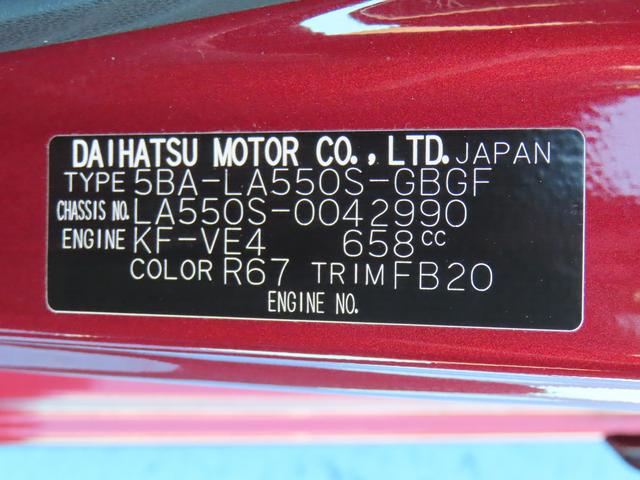 DAIHATSU MOTOR CO., LTD. JAPAN
TYPE 5BA-LA550S-GBGF
CHASSIS NO. LA550S-0042990
ENGINE KF-VE4 658cc
COLOR R67 TRIM FB20
ENGINE NO.